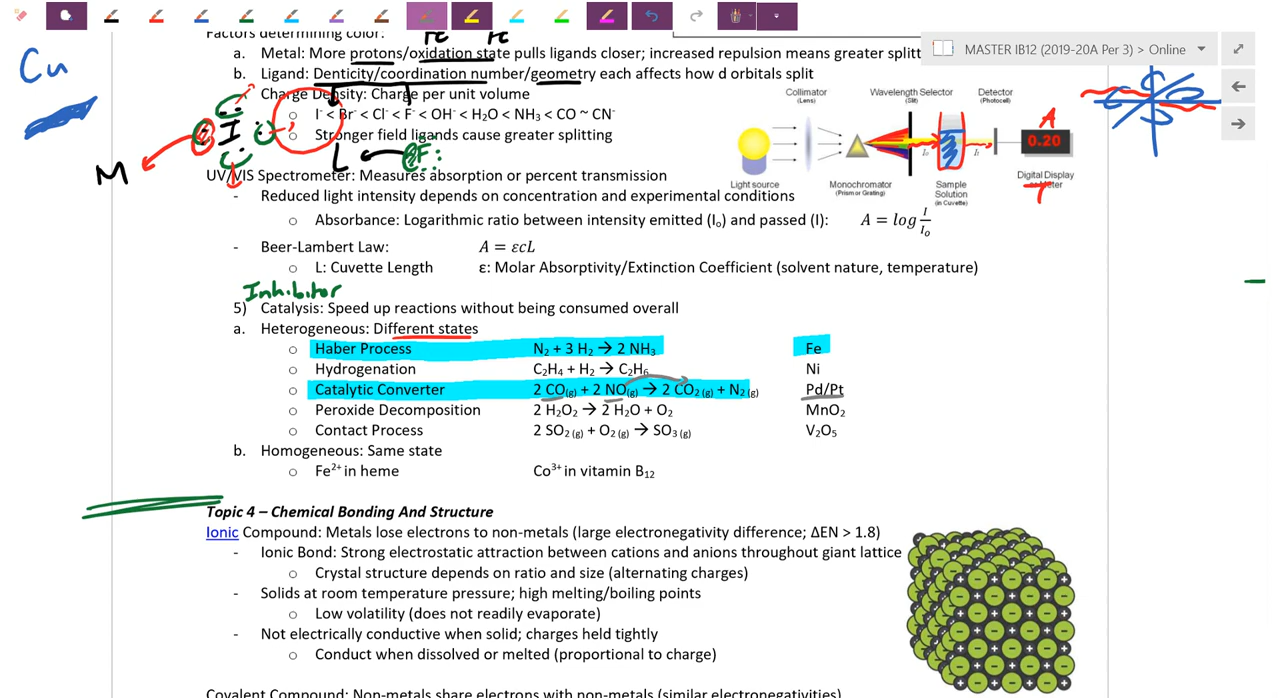 Factors determining color:
Fe Fe
MASTER IB12 (2019-20A Per 3) > Online
Cu
a. Metal: More protons/oxidation state pulls ligands closer; increased repulsion means greater splitt
b. Ligand: Denticity/coordination number/geometry each affects how d orbitals split
Charge Density: Charge per unit volume
○ I⁻ < Br⁻ < Cl⁻ < F⁻ < OH⁻ < H₂O < NH₃ < CO ~ CN⁻
○ Stronger field ligands cause greater splitting
I
M
L
F
Collimator
(Lens)
Wavelength Selector
(Slit)
Detector
(Photocell)
A
0.20
I₀
I₁
Light source
Monochromator
(Prism or Grating)
Sample
Solution
(in Cuvette)
Digital Display
or Meter
T
UV/VIS Spectrometer: Measures absorption or percent transmission
- Reduced light intensity depends on concentration and experimental conditions
○ Absorbance: Logarithmic ratio between intensity emitted (I₀) and passed (I): A = log I/I₀
- Beer-Lambert Law: A = εcL
○ L: Cuvette Length ε: Molar Absorptivity/Extinction Coefficient (solvent nature, temperature)
Inhibitor
5) Catalysis: Speed up reactions without being consumed overall
a. Heterogeneous: Different states
○ Haber Process N₂ + 3 H₂ → 2 NH₃ Fe
○ Hydrogenation C₂H₄ + H₂ → C₂H₆ Ni
○ Catalytic Converter 2 CO(g) + 2 NO(g) → 2 CO₂ (g) + N₂ (g) Pd/Pt
○ Peroxide Decomposition 2 H₂O₂ → 2 H₂O + O₂ MnO₂
○ Contact Process 2 SO₂ (g) + O₂ (g) → SO₃ (g) V₂O₅
b. Homogeneous: Same state
○ Fe²⁺ in heme Co³⁺ in vitamin B₁₂
Topic 4 – Chemical Bonding And Structure
Ionic Compound: Metals lose electrons to non-metals (large electronegativity difference; ΔEN > 1.8)
- Ionic Bond: Strong electrostatic attraction between cations and anions throughout giant lattice
○ Crystal structure depends on ratio and size (alternating charges)
- Solids at room temperature pressure; high melting/boiling points
○ Low volatility (does not readily evaporate)
- Not electrically conductive when solid; charges held tightly
○ Conduct when dissolved or melted (proportional to charge)
Covalent Compound: Non-metals share electrons with non-metals (similar electronegativities)